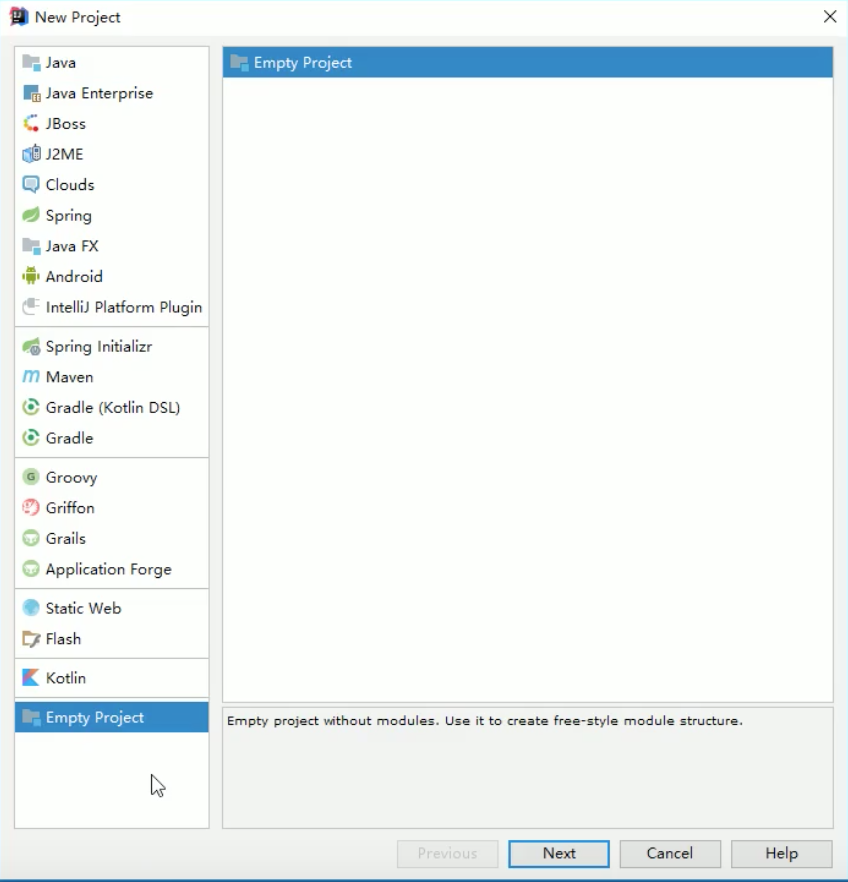 New Project
Java
Java Enterprise
JBoss
J2ME
Clouds
Spring
Java FX
Android
IntelliJ Platform Plugin
Spring Initializr
m Maven
Gradle (Kotlin DSL)
Gradle
G Groovy
Griffon
Grails
Application Forge
Static Web
Flash
Kotlin
Empty Project
Empty Project
Empty project without modules. Use it to create free-style module structure.
Previous
Next
Cancel
Help